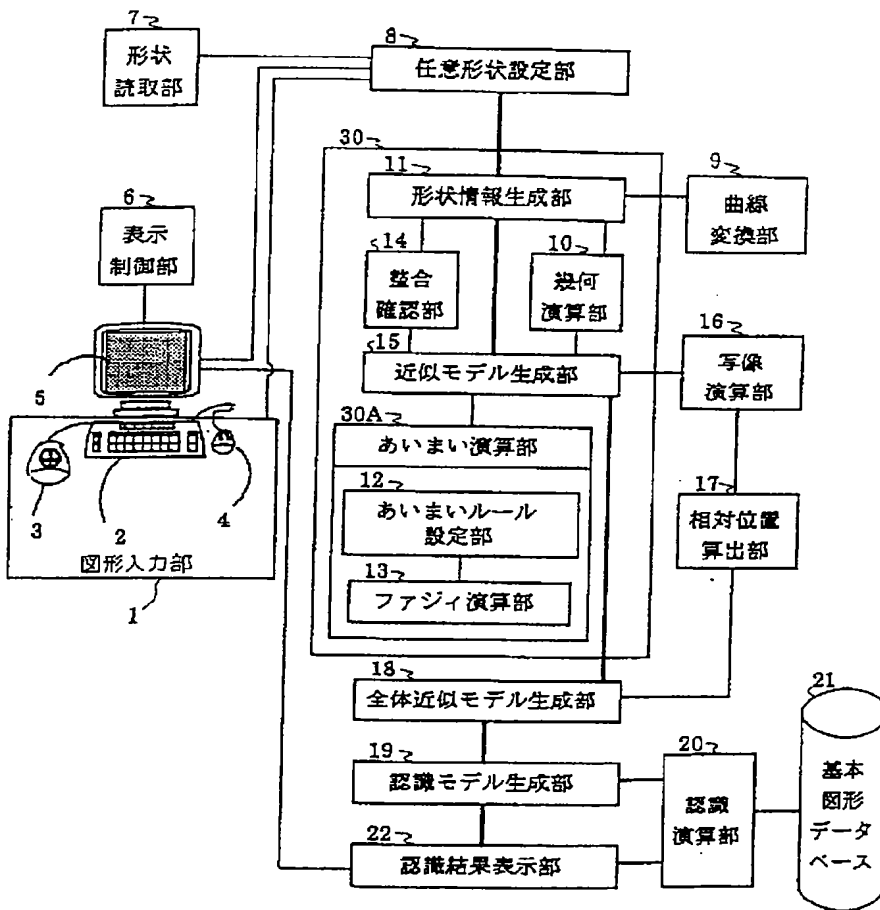 7
形状
読取部
8
任意形状設定部
30
11
形状情報生成部
9
曲線
変換部
6
表示
制御部
14
整合
確認部
10
幾何
演算部
15
近似モデル生成部
16
写像
演算部
5
30A
あいまい演算部
12
あいまいルール
設定部
17
相対位置
算出部
3
2
4
図形入力部
1
13
ファジィ演算部
18
全体近似モデル生成部
21
基本
図形
データ
ベース
19
認識モデル生成部
20
認識
演算部
22
認識結果表示部